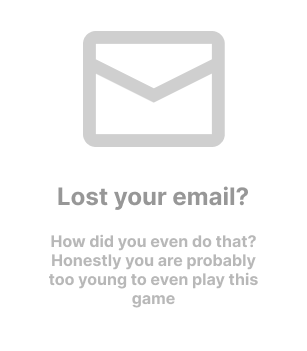 Lost your email?
How did you even do that?
Honestly you are probably
too young to even play this
game